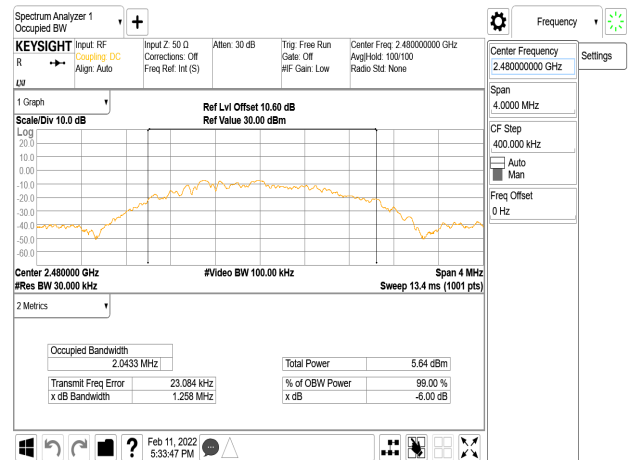 Spectrum Analyzer 1
Occupied BW
Frequency
KEYSIGHT
R
Input: RF
Coupling: DC
Align: Auto
Input Z: 50 Ω
Corrections: Off
Freq Ref: Int (S)
Atten: 30 dB
Trig: Free Run
Gate: Off
#IF Gain: Low
Center Freq: 2.480000000 GHz
Avg|Hold: 100/100
Radio Std: None
Center Frequency
2.480000000 GHz
Settings
Span
4.0000 MHz
CF Step
400.000 kHz
Auto
Man
Freq Offset
0 Hz
1 Graph
Scale/Div 10.0 dB
Ref Lvl Offset 10.60 dB
Ref Value 30.00 dBm
Log
20.0
10.0
0.00
-10.0
-20.0
-30.0
-40.0
-50.0
-60.0
Center 2.48000 GHz
#Video BW 100.00 kHz
Span 4 MHz
#Res BW 30.000 kHz
Sweep 13.4 ms (1001 pts)
2 Metrics
Occupied Bandwidth
2.0433 MHz
Total Power 5.64 dBm
Transmit Freq Error 23.084 kHz
% of OBW Power 99.00 %
x dB Bandwidth 1.258 MHz
x dB -6.00 dB
?
Feb 11, 2022
5:33:47 PM